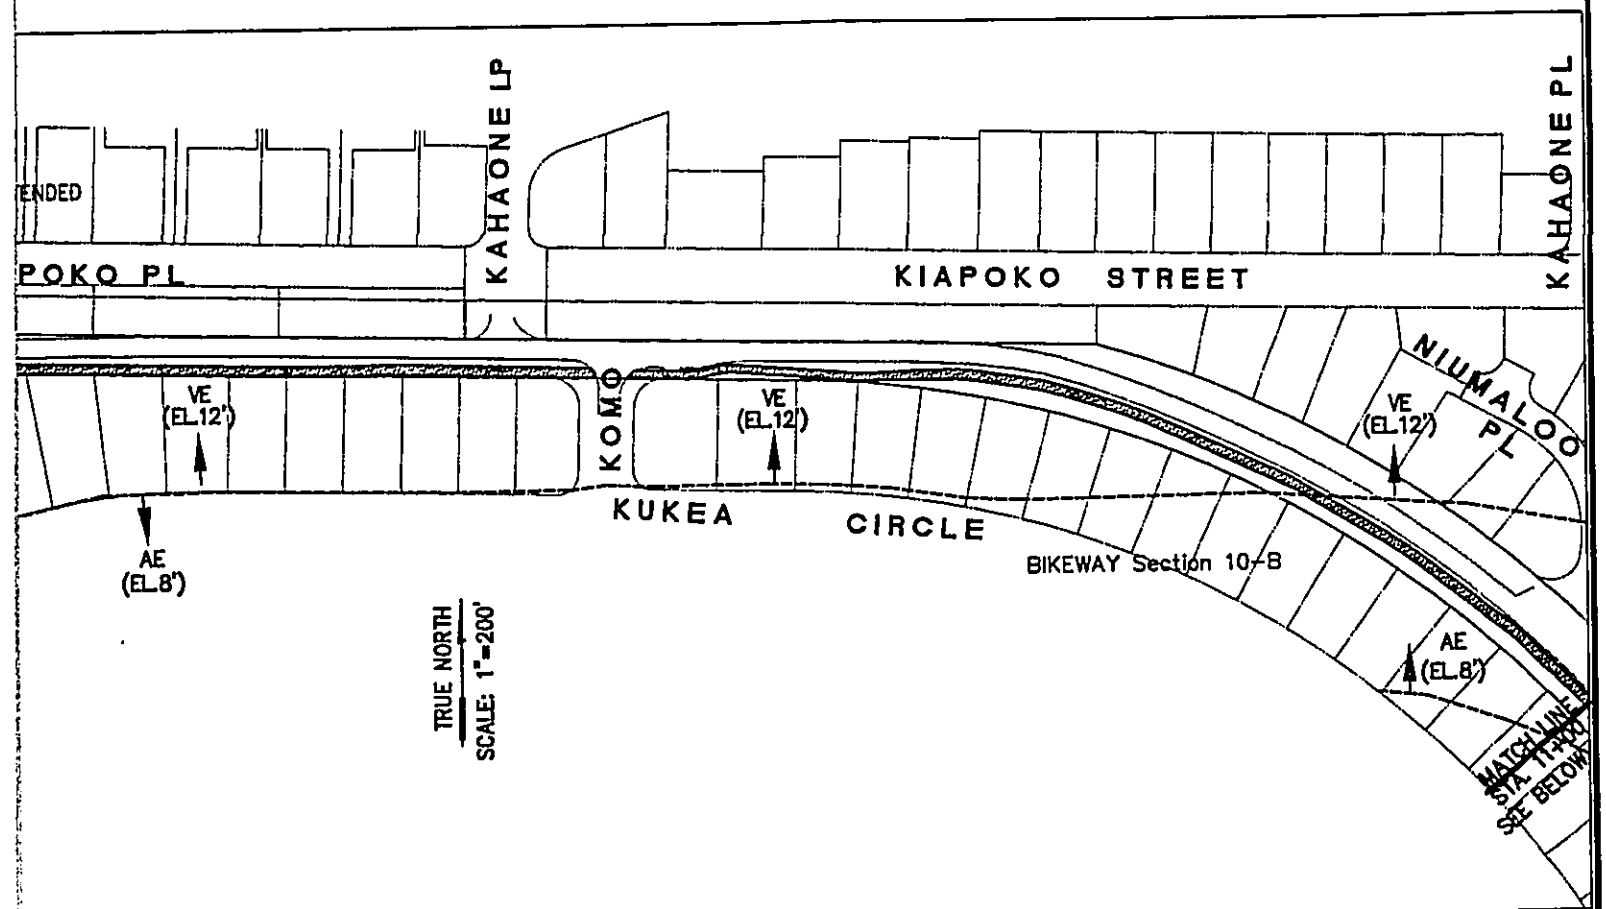 KAHAONE LP
KAHAONE PL
ENDED
POKO PL
KIAPOKO STREET
NIUMALOO
PL
KOMO
VE
(EL.12')
VE
(EL.12')
VE
(EL.12')
KUKEA CIRCLE
AE
(EL.8')
BIKEWAY Section 10-B
TRUE NORTH
SCALE: 1"=200'
AE
(EL.8')
MATCH LINE
STA. 11+00
SEE BELOW